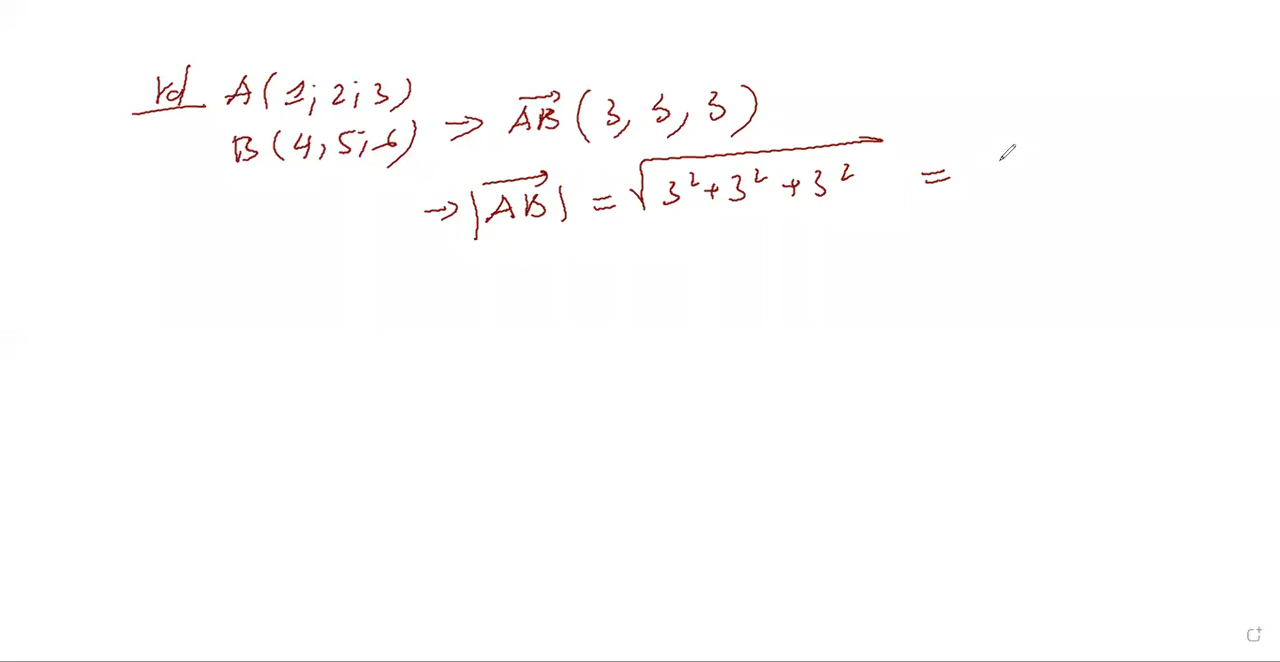 Vd A(1; 2; 3)
B(4, 5; 6) → AB(3, 3, 3)
→ |AB| = √3²+3²+3² =